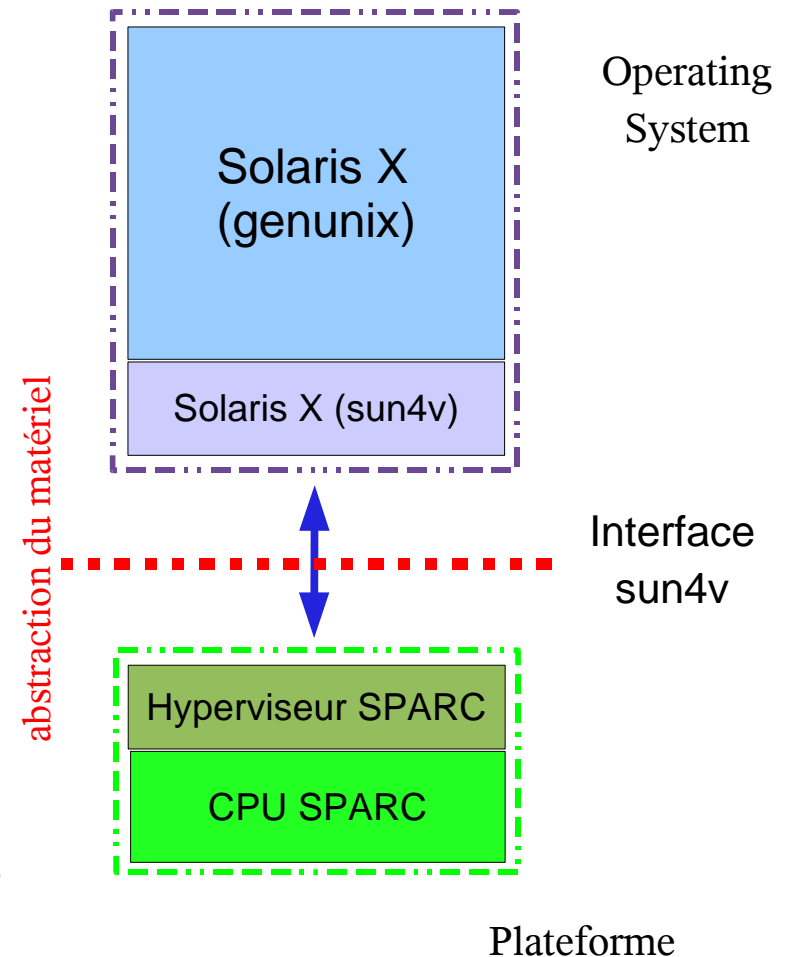 Operating
System
Solaris X
(genunix)
Solaris X (sun4v)
abstraction du matériel
Interface
sun4v
Hyperviseur SPARC
CPU SPARC
Plateforme